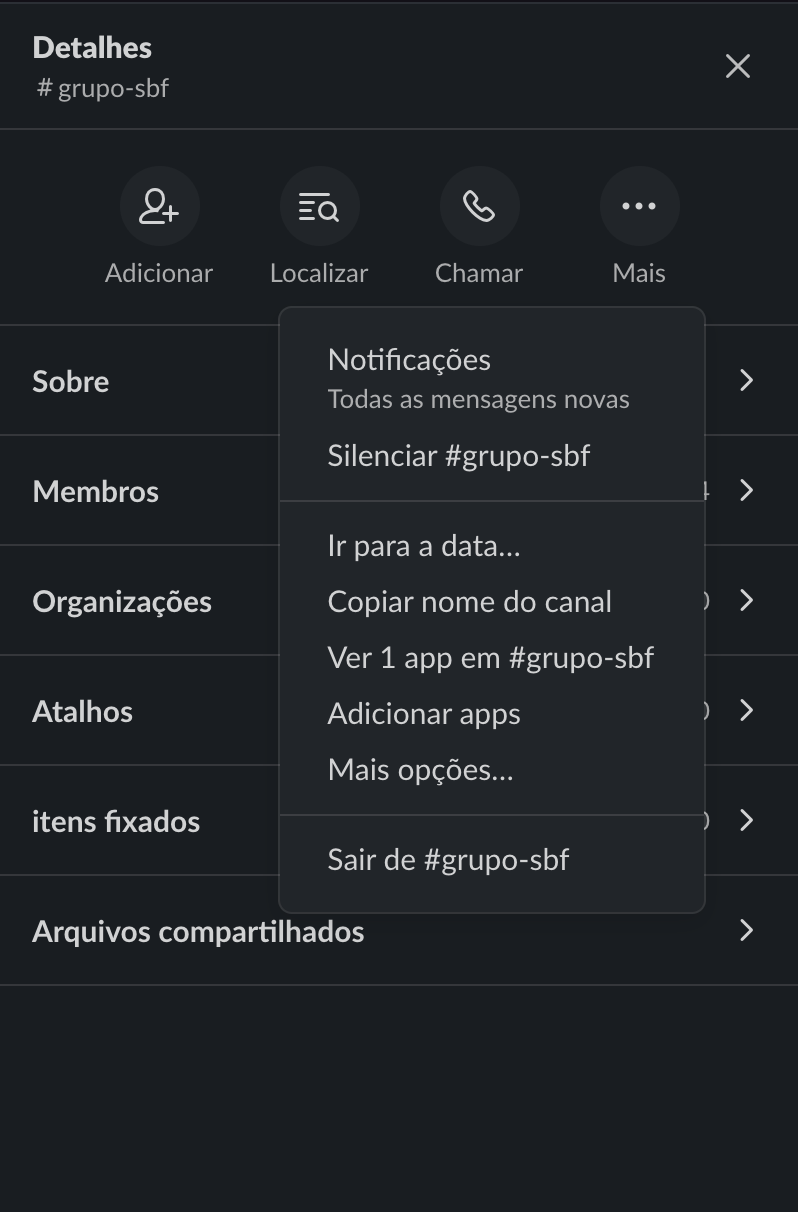 Detalhes
# grupo-sbf
Adicionar
Localizar
Chamar
Mais
Notificações
Todas as mensagens novas
Silenciar #grupo-sbf
Ir para a data...
Copiar nome do canal
Ver 1 app em #grupo-sbf
Adicionar apps
Mais opções...
Sair de #grupo-sbf
Sobre
Membros
Organizações
Atalhos
itens fixados
Arquivos compartilhados